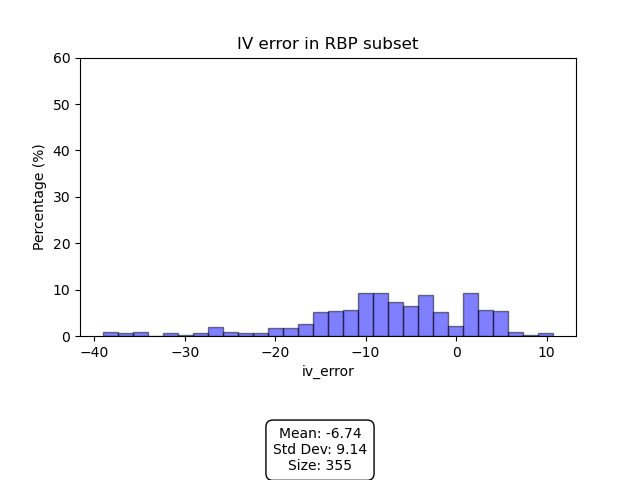 IV error in RBP subset
60
50
40
30
20
10
0
Percentage (%)
−40
−30
−20
−10
0
10
iv_error
Mean: -6.74
Std Dev: 9.14
Size: 355